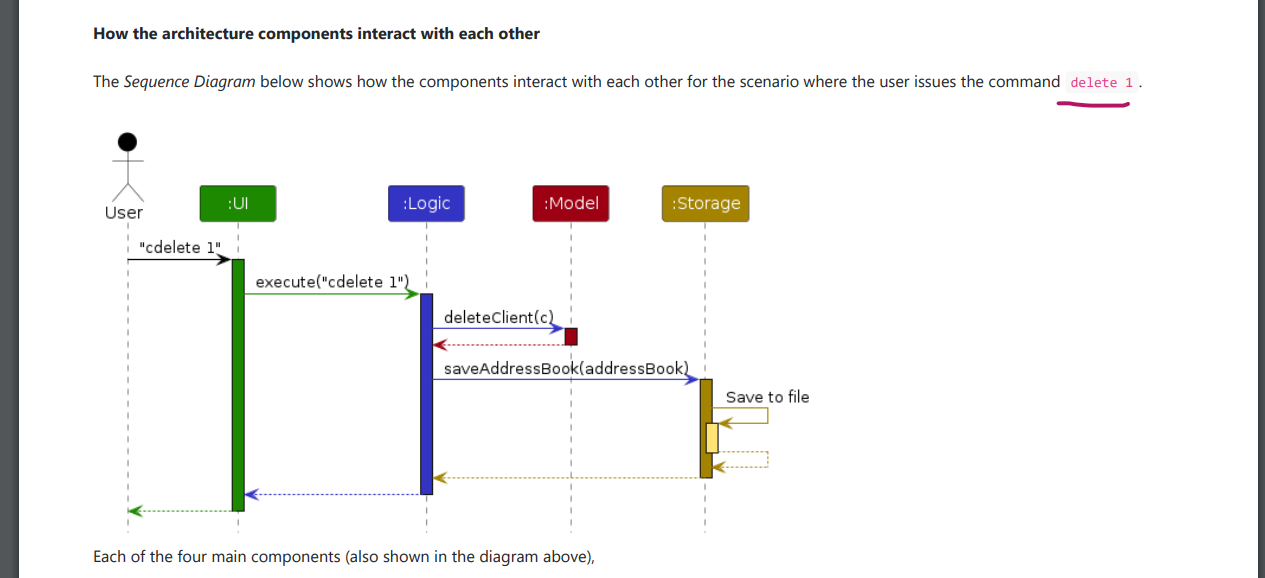 How the architecture components interact with each other
The Sequence Diagram below shows how the components interact with each other for the scenario where the user issues the command delete 1 .
User
:UI
:Logic
:Model
:Storage
"cdelete 1"
execute("cdelete 1")
deleteClient(c)
saveAddressBook(addressBook)
Save to file
Each of the four main components (also shown in the diagram above),